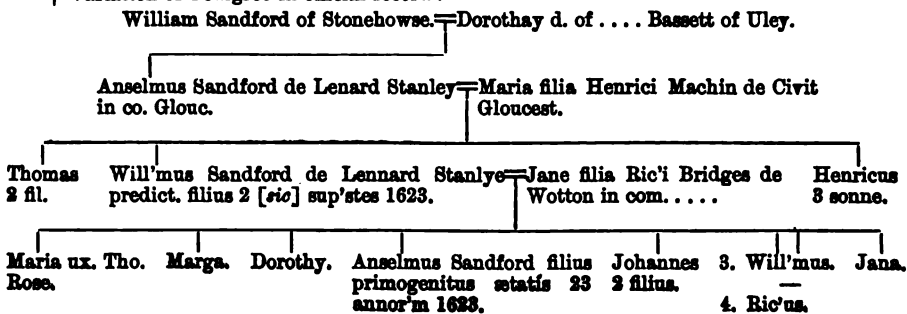 William Sandford of Stonehowse.=Dorothay d. of .... Bassett of Uley.
Anselmus Sandford de Lenard Stanley=Maria filia Henrici Machin de Civit
in co. Glouc. Gloucest.
Thomas Will'mus Sandford de Lennard Stanlye=Jane filia Ric'i Bridges de Henricus
2 fil. predict. filius 2 [sic] sup'stes 1623. Wotton in com..... 3 sonne.
Maria ux. Tho. Marga. Dorothy. Anselmus Sandford filius Johannes 3. Will'mus. Jana.
Rose. primogenitus ætatis 23 2 filius. —
annor'm 1623. 4. Ric'us.